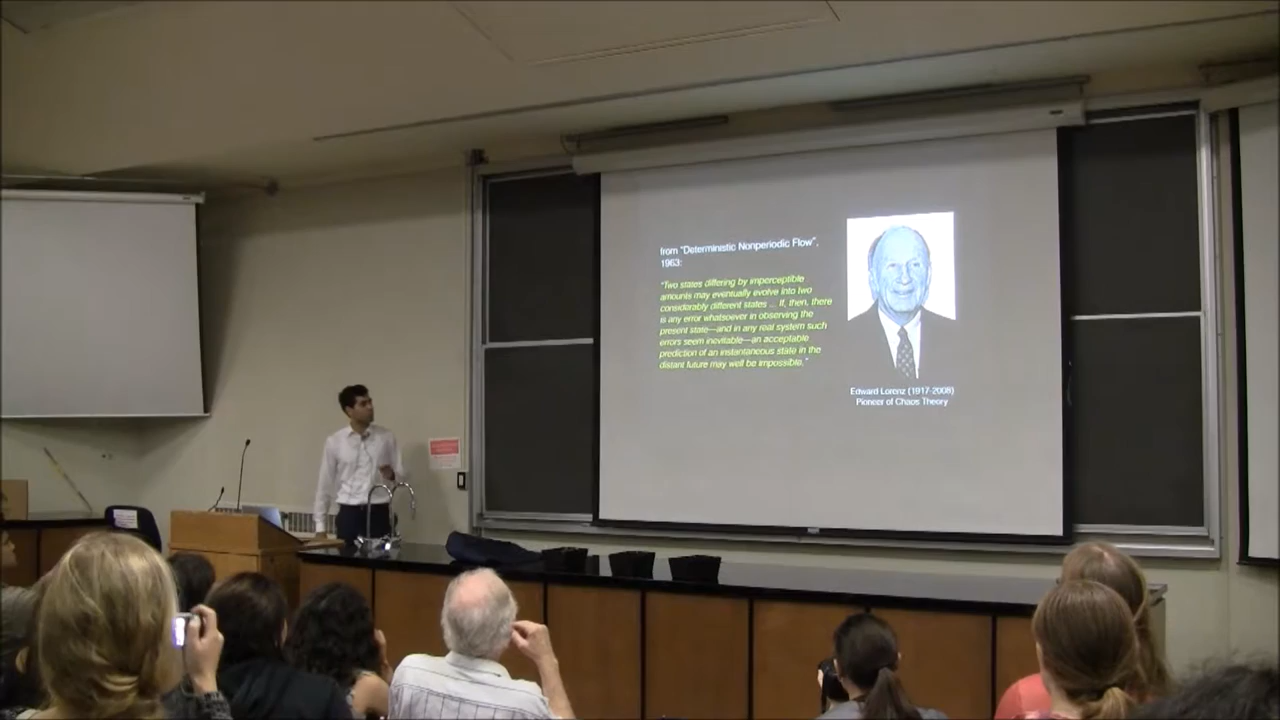 from "Deterministic Nonperiodic Flow",
1963:
"Two states differing by imperceptible
amounts may eventually evolve into two
considerably different states ... If, then, there
is any error whatsoever in observing the
present state—and in any real system such
errors seem inevitable—an acceptable
prediction of an instantaneous state in the
distant future may well be impossible."
Edward Lorenz (1917-2008)
Pioneer of Chaos Theory